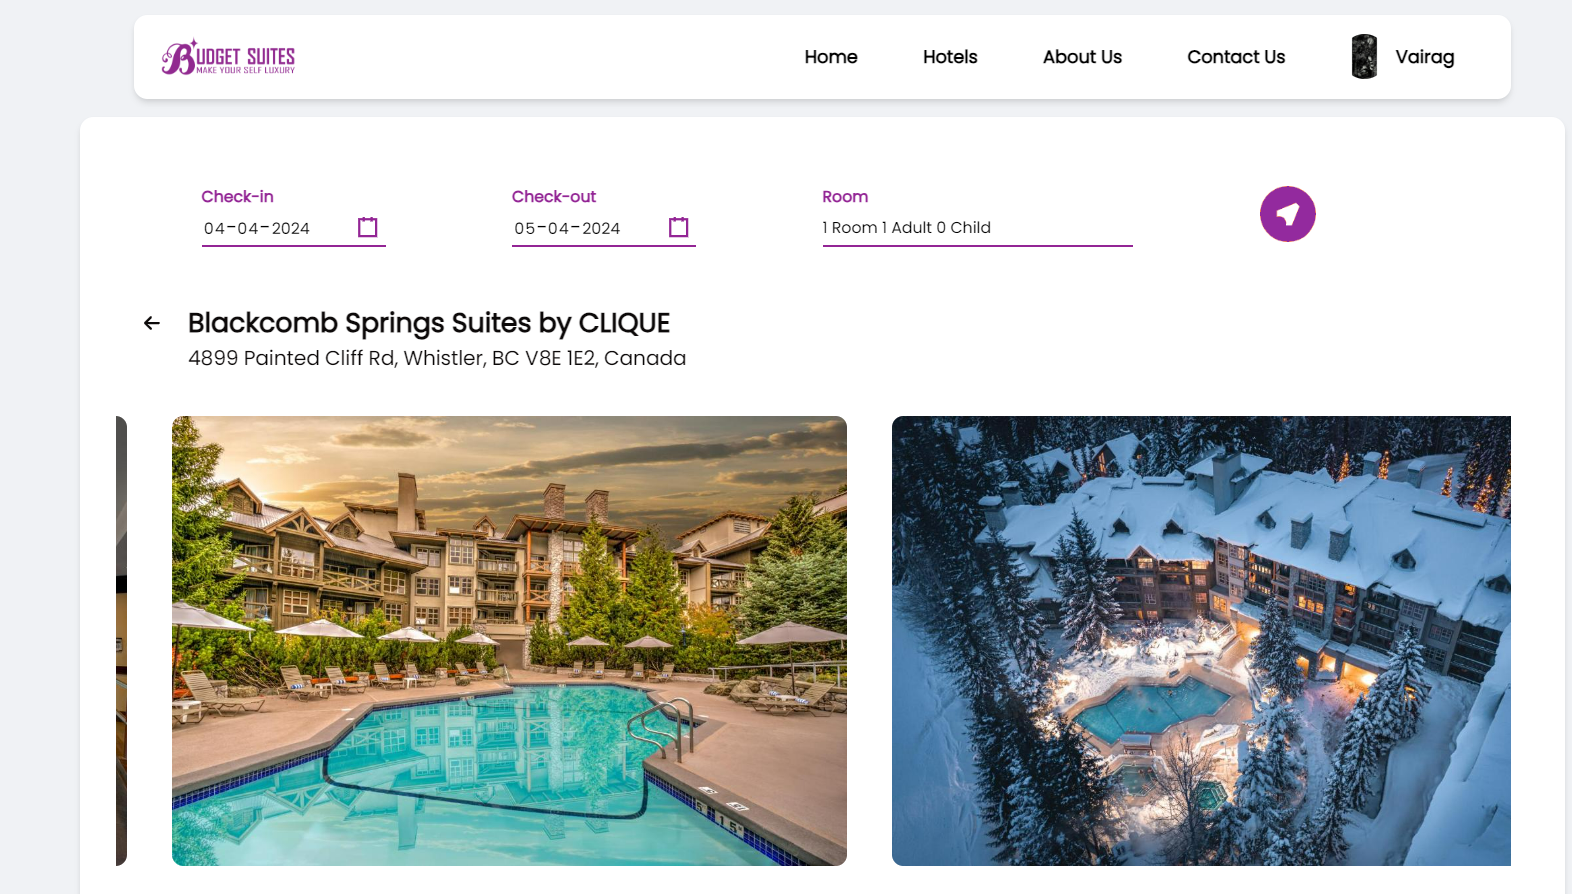 BUDGET SUITES
MAKE YOUR SELF LUXURY
Home
Hotels
About Us
Contact Us
Vairag
Check-in
04-04-2024
Check-out
05-04-2024
Room
1 Room 1 Adult 0 Child
Blackcomb Springs Suites by CLIQUE
4899 Painted Cliff Rd, Whistler, BC V8E 1E2, Canada